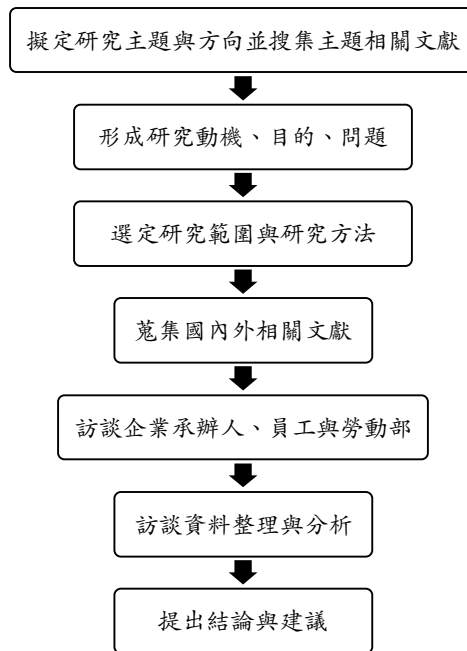 擬定研究主題與方向並搜集主題相關文獻
形成研究動機、目的、問題
選定研究範圍與研究方法
蒐集國內外相關文獻
訪談企業承辦人、員工與勞動部
訪談資料整理與分析
提出結論與建議